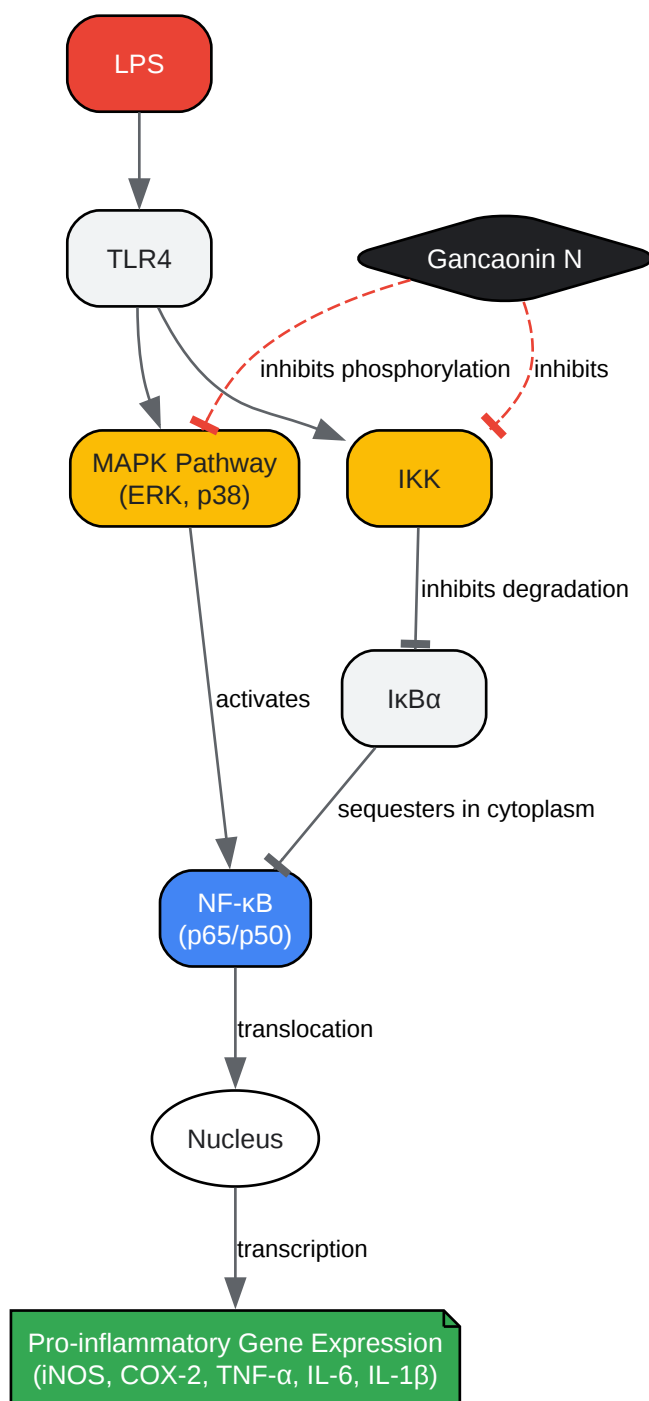 LPS
TLR4
Gancaonin N
inhibits phosphorylation
inhibits
MAPK Pathway
(ERK, p38)
IKK
inhibits degradation
IκBα
activates
sequesters in cytoplasm
NF-κB
(p65/p50)
translocation
Nucleus
transcription
Pro-inflammatory Gene Expression
(iNOS, COX-2, TNF-α, IL-6, IL-1β)